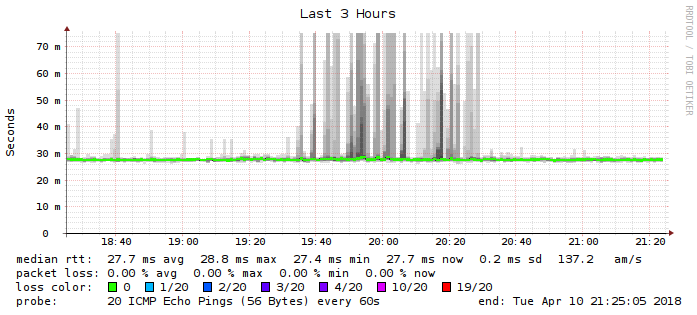 Last 3 Hours
RRDTOOL / TOBI OETIKER
Seconds
70 m
60 m
50 m
40 m
30 m
20 m
10 m
0
18:40 19:00 19:20 19:40 20:00 20:20 20:40 21:00 21:20
median rtt: 27.7 ms avg 28.8 ms max 27.4 ms min 27.7 ms now 0.2 ms sd 137.2 am/s
packet loss: 0.00 % avg 0.00 % max 0.00 % min 0.00 % now
loss color: 0 1/20 2/20 3/20 4/20 10/20 19/20
probe: 20 ICMP Echo Pings (56 Bytes) every 60s end: Tue Apr 10 21:25:05 2018